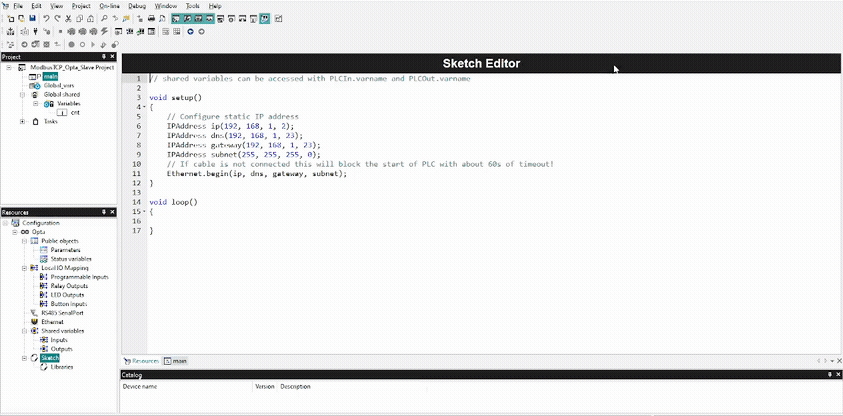 File Edit View Project On-line Debug Window Tools Help
Project
ModbusTCP_Opta_Slave Project
main
Global_vars
Global shared
Variables
cnt
Tasks
Resources
Configuration
Opta
Public objects
Parameters
Status variables
Local IO Mapping
Programmable Inputs
Relay Outputs
LED Outputs
Button Inputs
RS485 SerialPort
Ethernet
Shared variables
Inputs
Outputs
Sketch
Libraries
Sketch Editor
1 // shared variables can be accessed with PLCIn.varname and PLCOut.varname
2
3 void setup()
4 {
5 // Configure static IP address
6 IPAddress ip(192, 168, 1, 2);
7 IPAddress dns(192, 168, 1, 23);
8 IPAddress gateway(192, 168, 1, 23);
9 IPAddress subnet(255, 255, 255, 0);
10 // If cable is not connected this will block the start of PLC with about 60s of timeout!
11 Ethernet.begin(ip, dns, gateway, subnet);
12 }
13
14 void loop()
15 {
16
17 }
Resources main
Catalog
Device name Version Description